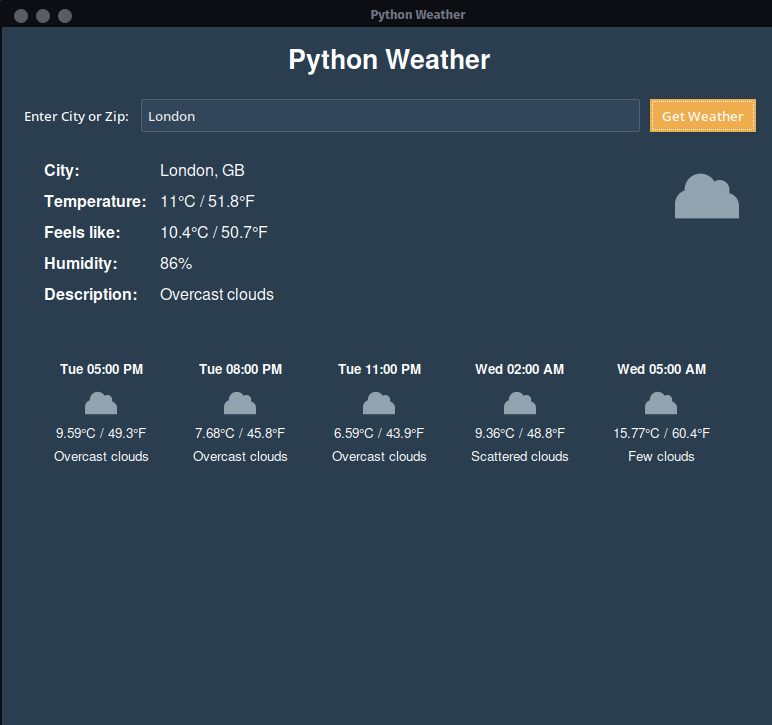 Python Weather
Python Weather
Enter City or Zip: London Get Weather
City: London, GB
Temperature: 11°C / 51.8°F
Feels like: 10.4°C / 50.7°F
Humidity: 86%
Description: Overcast clouds
Tue 05:00 PM Tue 08:00 PM Tue 11:00 PM Wed 02:00 AM Wed 05:00 AM
9.59°C / 49.3°F 7.68°C / 45.8°F 6.59°C / 43.9°F 9.36°C / 48.8°F 15.77°C / 60.4°F
Overcast clouds Overcast clouds Overcast clouds Scattered clouds Few clouds